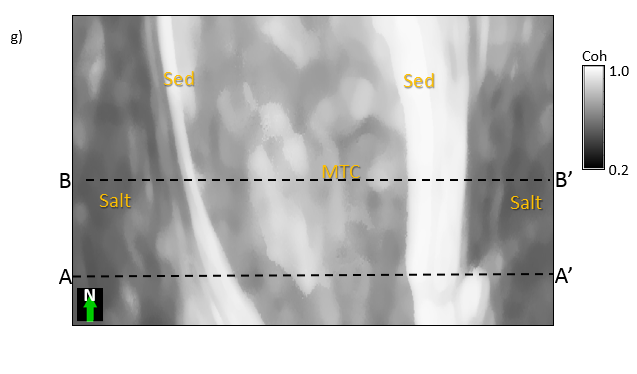 g)
Coh
Sed
Sed
1.0
MTC
0.2
B
B’
Salt
Salt
A
A’
N